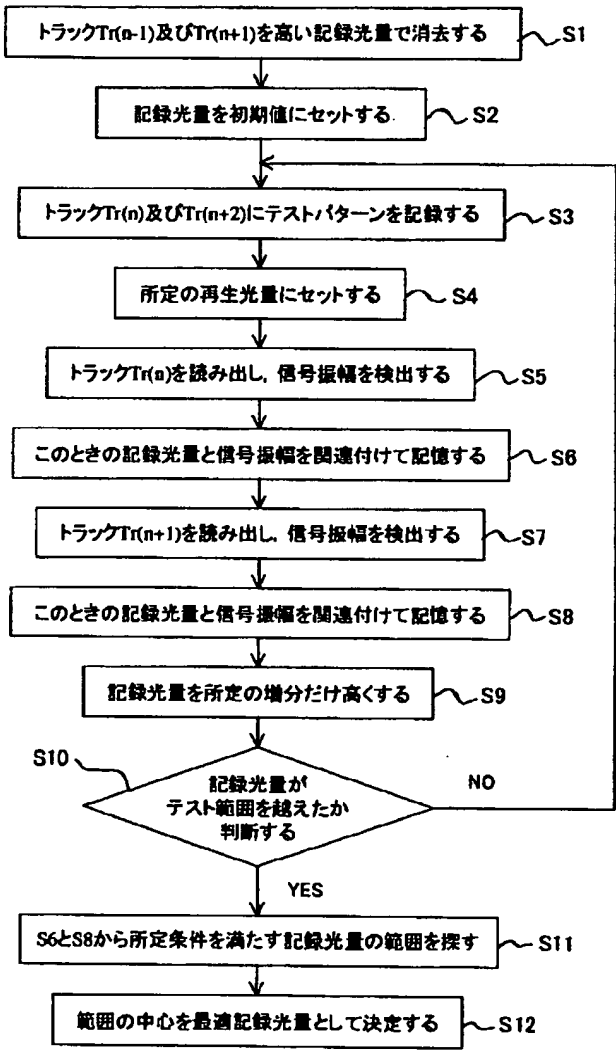 トラックTr(n-1)及びTr(n+1)を高い記録光量で消去する
S1
記録光量を初期値にセットする
S2
トラックTr(n)及びTr(n+2)にテストパターンを記録する
S3
所定の再生光量にセットする
S4
トラックTr(n)を読み出し、信号振幅を検出する
S5
このときの記録光量と信号振幅を関連付けて記憶する
S6
トラックTr(n+1)を読み出し、信号振幅を検出する
S7
このときの記録光量と信号振幅を関連付けて記憶する
S8
記録光量を所定の増分だけ高くする
S9
S10
記録光量が
テスト範囲を越えたか
判断する
NO
YES
S6とS8から所定条件を満たす記録光量の範囲を探す
S11
範囲の中心を最適記録光量として決定する
S12